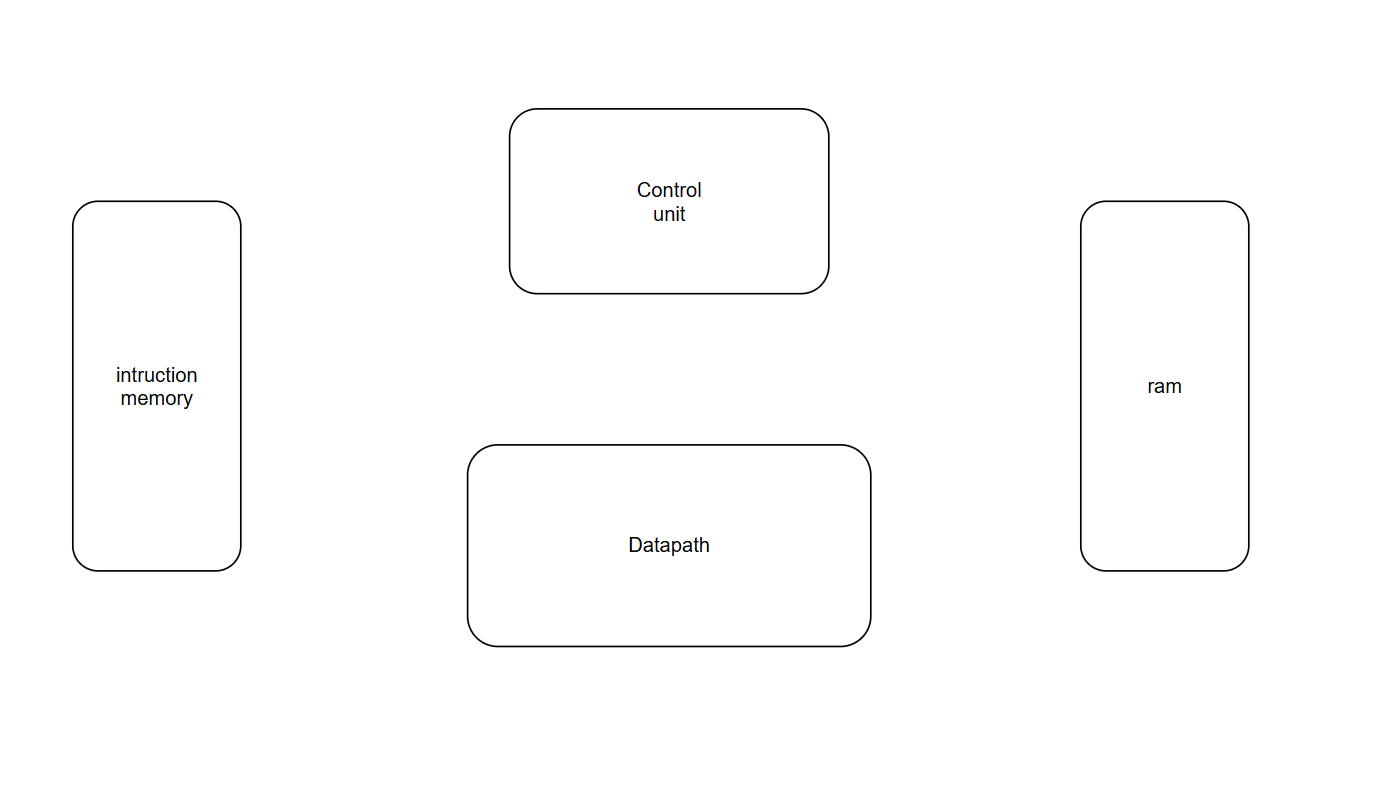 Control
unit
intruction
memory
ram
Datapath